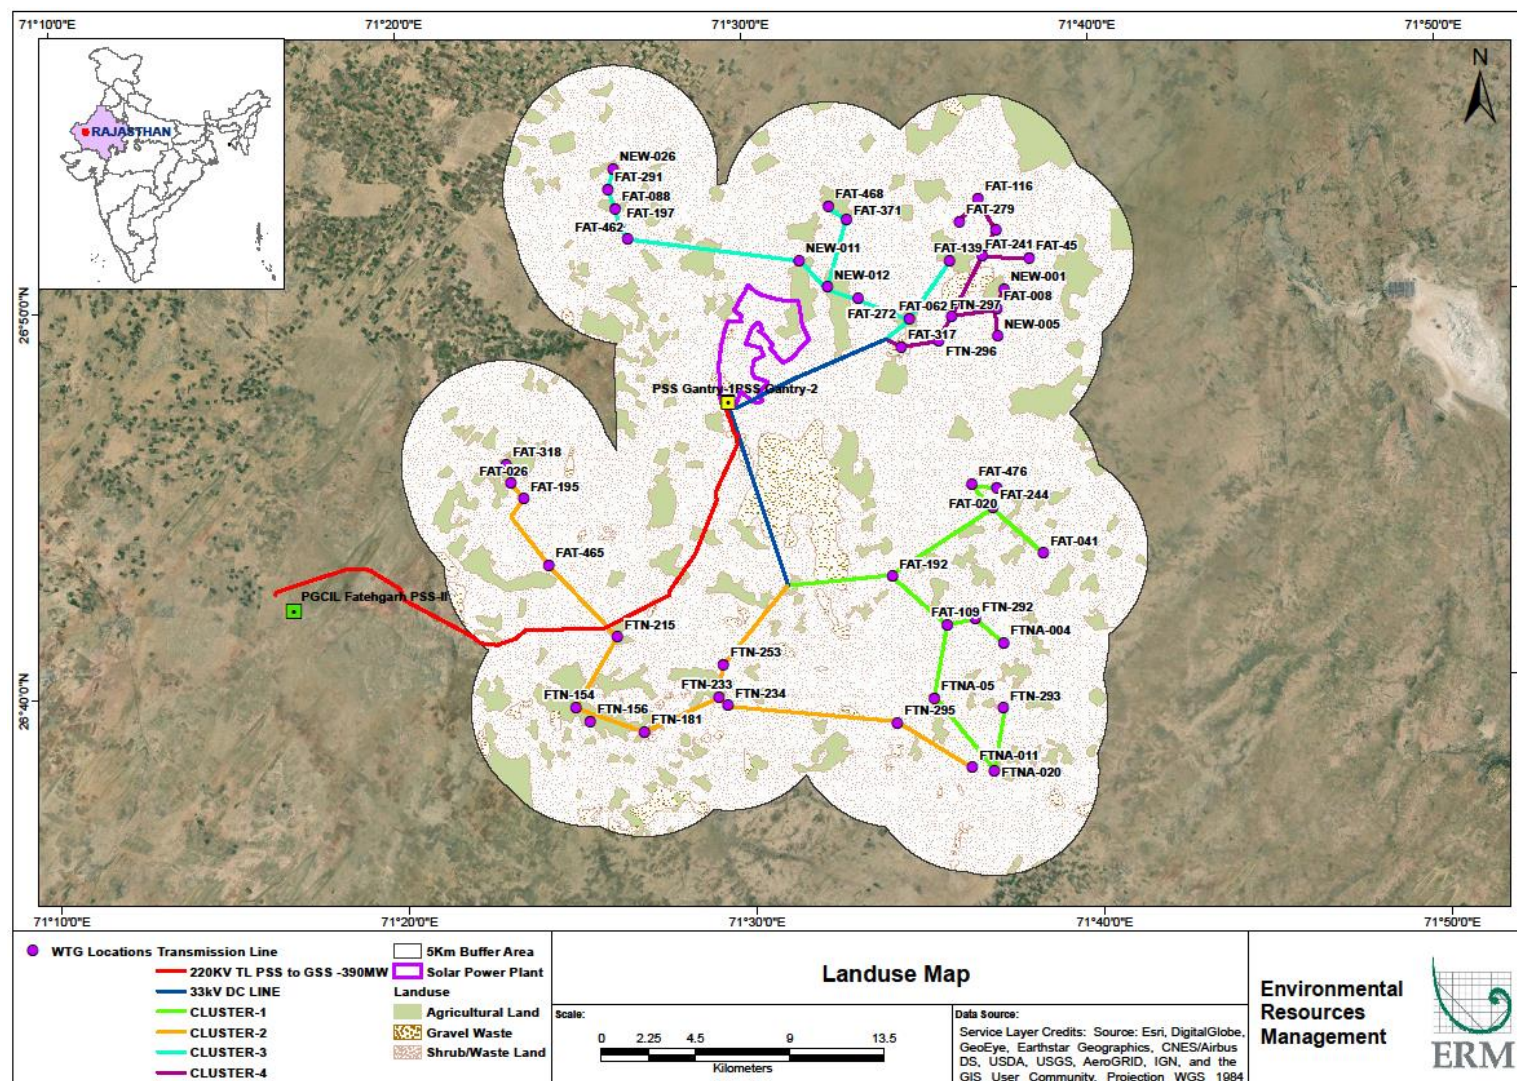 71°10'0"E 71°20'0"E 71°30'0"E 71°40'0"E 71°50'0"E
N
RAJASTHAN
NEW-026
FAT-291
FAT-088
FAT-197
FAT-462
FAT-468
FAT-371
FAT-116
FAT-279
NEW-011
FAT-139
FAT-241
FAT-45
NEW-012
NEW-001
FAT-008
26°50'0"N
FAT-272
FAT-062
FTN-297
FAT-317
NEW-005
FTN-296
PSS Gantry-1
PSS Gantry-2
FAT-318
FAT-026
FAT-195
FAT-476
FAT-244
FAT-020
FAT-041
FAT-465
FAT-192
PGCIL Fatehgarh PSS-II
FAT-109
FTN-292
FTNA-004
FTN-215
FTN-253
26°40'0"N
FTN-154
FTN-156
FTN-181
FTN-233
FTN-234
FTNA-05
FTN-293
FTN-295
FTNA-011
FTNA-020
71°10'0"E 71°20'0"E 71°30'0"E 71°40'0"E 71°50'0"E
WTG Locations
Transmission Line
220KV TL PSS to GSS -390MW
33kV DC LINE
CLUSTER-1
CLUSTER-2
CLUSTER-3
CLUSTER-4
5Km Buffer Area
Solar Power Plant
Landuse
Agricultural Land
Gravel Waste
Shrub/Waste Land
Landuse Map
Scale:
0 2.25 4.5 9 13.5
Kilometers
Data Source:
Service Layer Credits: Source: Esri, DigitalGlobe,
GeoEye, Earthstar Geographics, CNES/Airbus
DS, USDA, USGS, AeroGRID, IGN, and the
GIS User Community, Projection WGS 1984
Environmental
Resources
Management
ERM